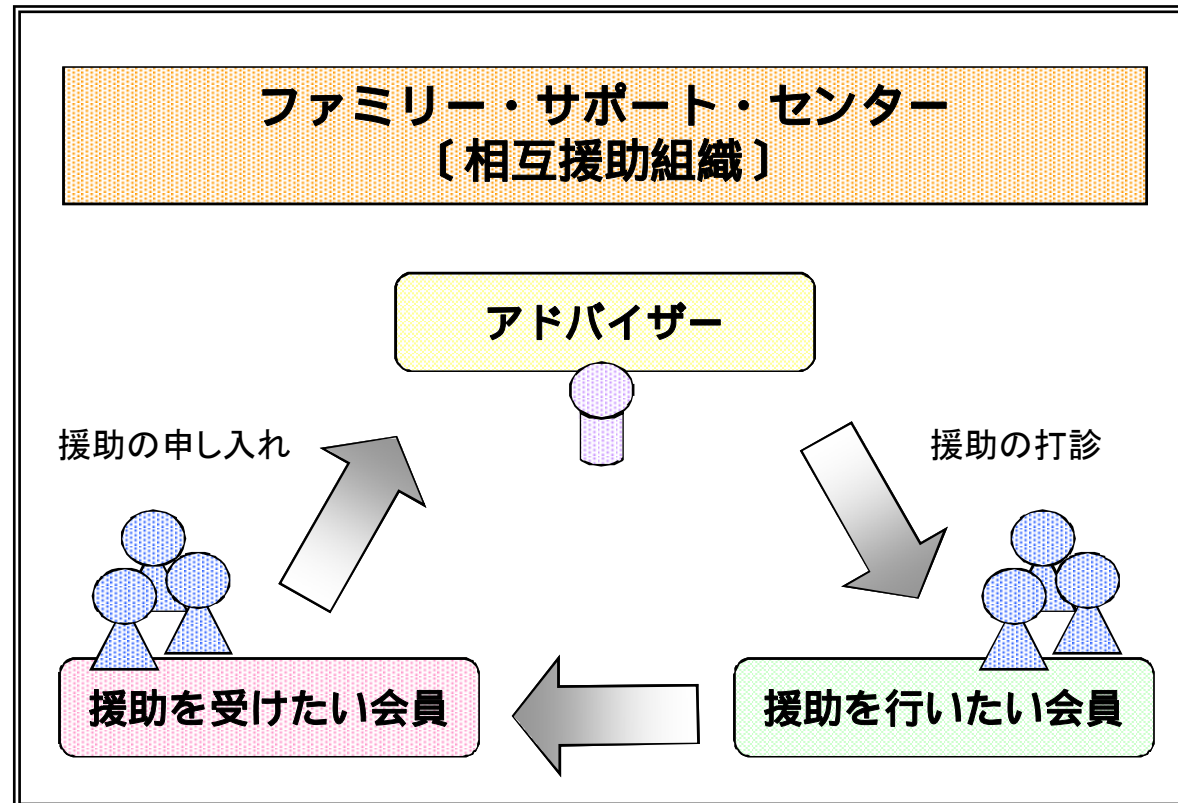 ファミリー・サポート・センター
〔相互援助組織〕
アドバイザー
援助の申し入れ
援助の打診
援助を受けたい会員
援助を行いたい会員